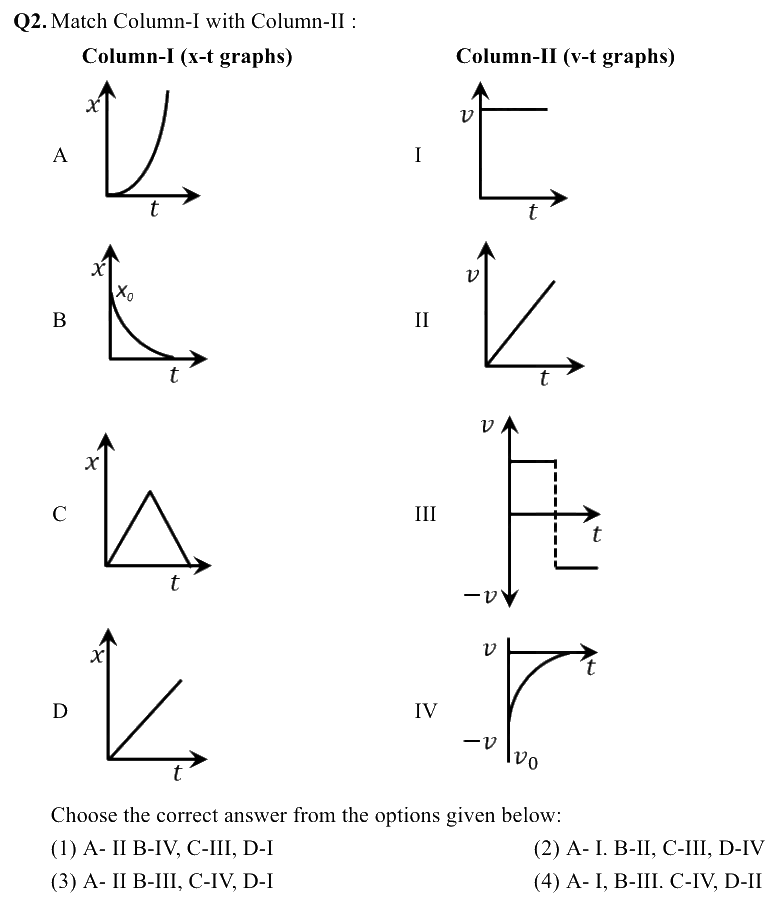 Q2. Match Column-I with Column-II :
Column-I (x-t graphs) Column-II (v-t graphs)
x
t
A
v
t
I
x
x₀
t
B
v
t
II
x
t
C
v
t
−v
III
x
t
D
v
t
−v
v₀
IV
Choose the correct answer from the options given below:
(1) A- II B-IV, C-III, D-I (2) A- I. B-II, C-III, D-IV
(3) A- II B-III, C-IV, D-I (4) A- I, B-III. C-IV, D-II